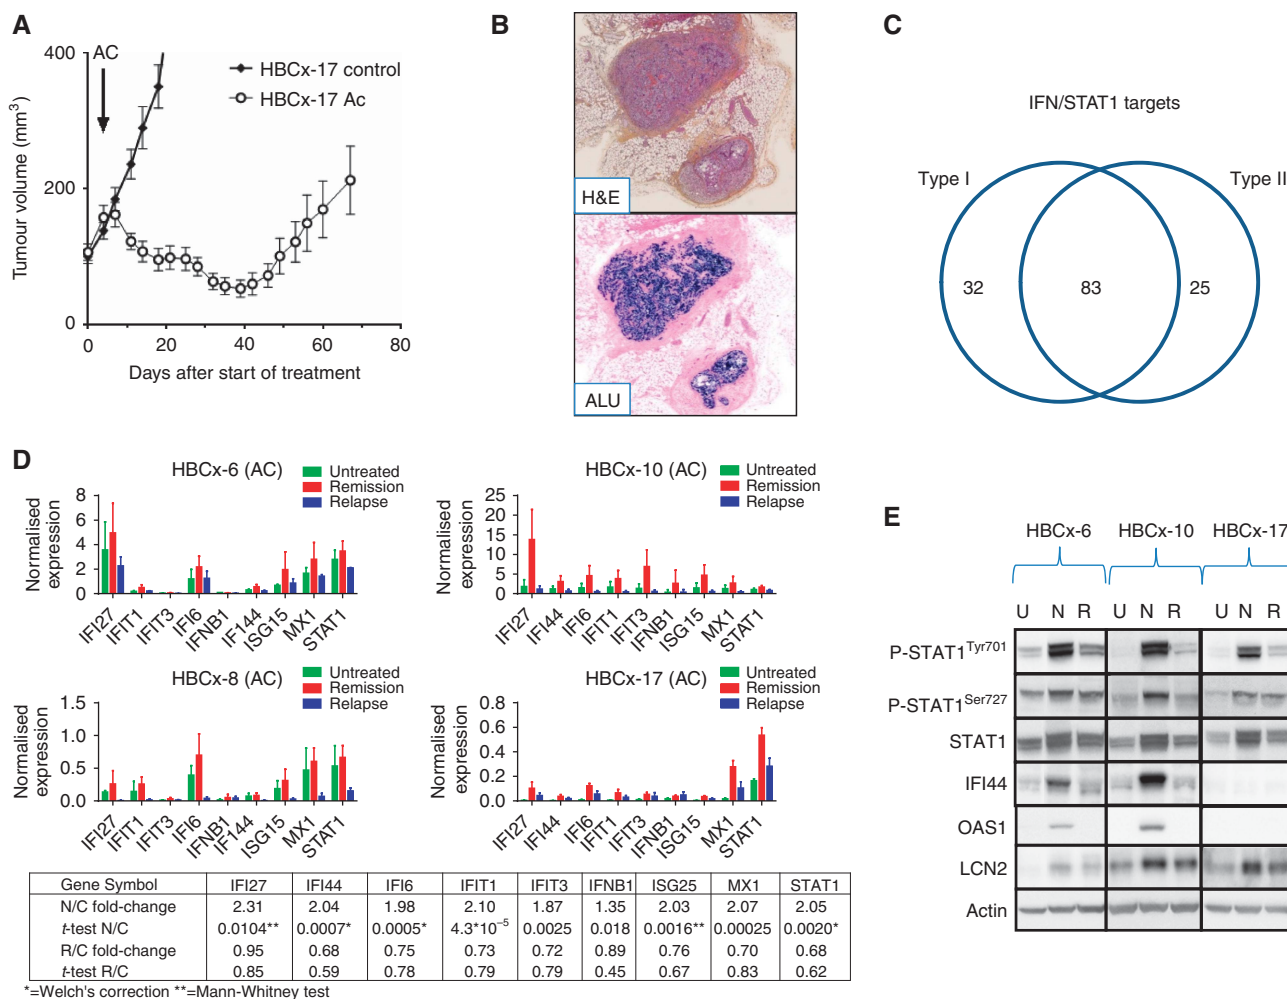 A
400
200
0
Tumour volume (mm³)
AC
HBCx-17 control
HBCx-17 Ac
0 20 40 60 80
Days after start of treatment
B
H&E
ALU
C
IFN/STAT1 targets
Type I
Type II
32 83 25
D
HBCx-6 (AC)
Untreated
Remission
Relapse
Normalised
expression
8
6
4
2
0
IFI27 IFIT1 IFIT3 IFI6 IFNB1 IF144 ISG15 MX1 STAT1
HBCx-10 (AC)
Untreated
Remission
Relapse
Normalised
expression
25
20
15
10
5
0
IFI27 IFI44 IFI6 IFIT1 IFIT3 IFNB1 ISG15 MX1 STAT1
HBCx-8 (AC)
Untreated
Remission
Relapse
Normalised
expression
1.5
1.0
0.5
0.0
IFI27 IFIT1 IFIT3 IFI6 IFNB1 IF144 ISG15 MX1 STAT1
HBCx-17 (AC)
Untreated
Remission
Relapse
Normalised
expression
0.8
0.6
0.4
0.2
0.0
IFI27 IFI44 IFI6 IFIT1 IFIT3 IFNB1 ISG15 MX1 STAT1
Gene Symbol IFI27 IFI44 IFI6 IFIT1 IFIT3 IFNB1 ISG25 MX1 STAT1
N/C fold-change 2.31 2.04 1.98 2.10 1.87 1.35 2.03 2.07 2.05
t-test N/C 0.0104** 0.0007* 0.0005* 4.3*10⁻⁵ 0.0025 0.018 0.0016** 0.00025 0.0020*
R/C fold-change 0.95 0.68 0.75 0.73 0.72 0.89 0.76 0.70 0.68
t-test R/C 0.85 0.59 0.78 0.79 0.79 0.45 0.67 0.83 0.62
*=Welch's correction **=Mann-Whitney test
E
HBCx-6 HBCx-10 HBCx-17
U N R U N R U N R
P-STAT1Tyr701
P-STAT1Ser727
STAT1
IFI44
OAS1
LCN2
Actin